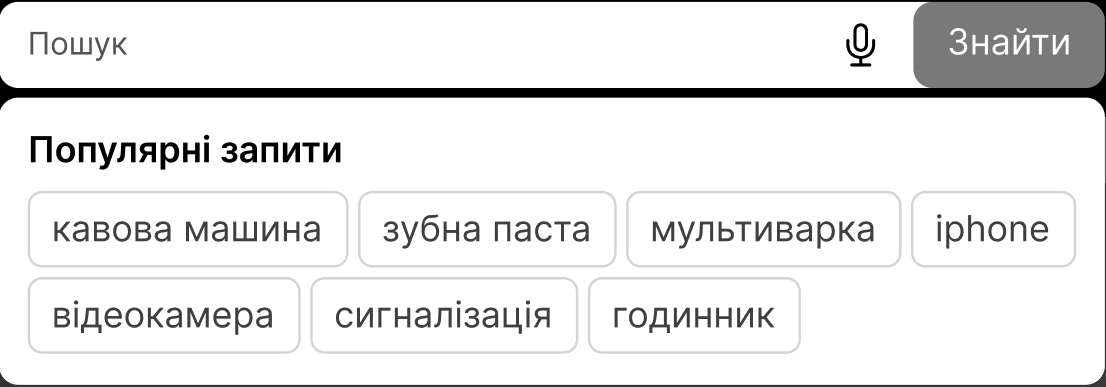 Пошук Знайти
Популярні запити
кавова машина зубна паста мультиварка iphone
відеокамера сигналізація годинник